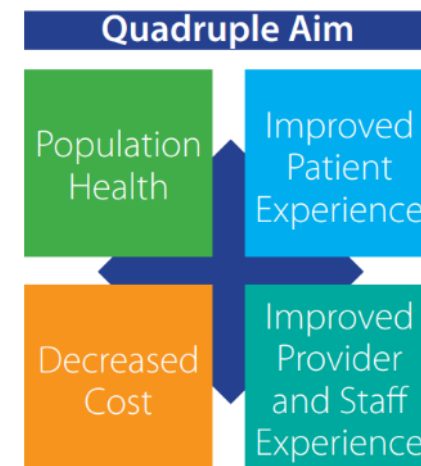 Quadruple Aim
Population
Health
Improved
Patient
Experience
Decreased
Cost
Improved
Provider
and Staff
Experience